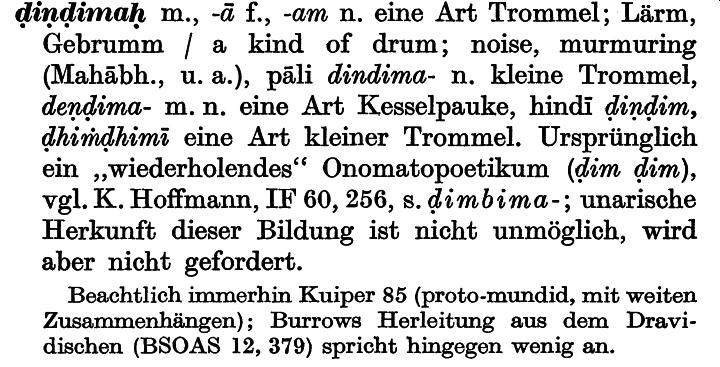 ḍiṇḍimaḥ m., -ā f., -am n. eine Art Trommel; Lärm,
Gebrumm / a kind of drum; noise, murmuring
(Mahābh., u. a.), pāli dindima- n. kleine Trommel,
deṇḍima- m. n. eine Art Kesselpauke, hindī ḍiṇḍim,
ḍhiṁḍhimī eine Art kleiner Trommel. Ursprünglich
ein „wiederholendes“ Onomatopoetikum (ḍim ḍim),
vgl. K. Hoffmann, IF 60, 256, s. ḍimbima-; unarische
Herkunft dieser Bildung ist nicht unmöglich, wird
aber nicht gefordert.
Beachtlich immerhin Kuiper 85 (proto-mundid, mit weiten
Zusammenhängen); Burrows Herleitung aus dem Dravi-
dischen (BSOAS 12, 379) spricht hingegen wenig an.